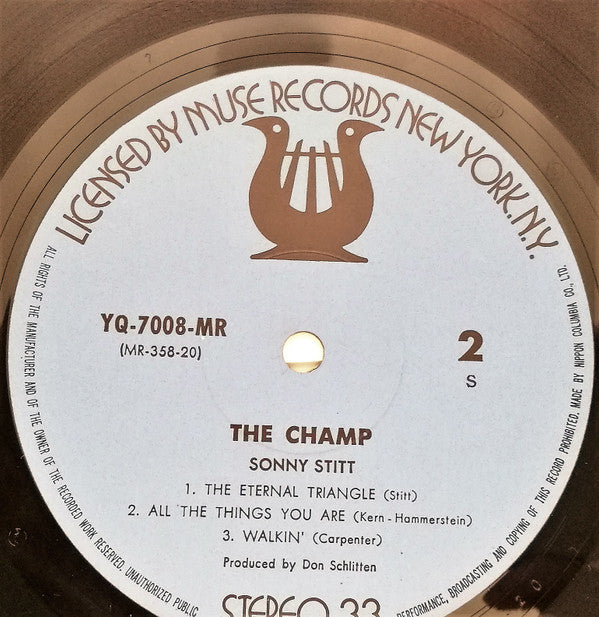 LICENSED BY MUSE RECORDS NEW YORK.N.Y.
YQ-7008-MR
(MR-358-20)
2
S
THE CHAMP
SONNY STITT
1. THE ETERNAL TRIANGLE (Stitt)
2. ALL THE THINGS YOU ARE (Kern-Hammerstein)
3. WALKIN' (Carpenter)
Produced by Don Schlitten
STEREO 33
ALL RIGHTS OF THE MANUFACTURER AND OF THE OWNER OF THE RECORDED WORK RESERVED. UNAUTHORIZED PUBLIC PERFORMANCE, BROADCASTING AND COPYING OF THIS RECORD PROHIBITED. MADE BY NIPPON COLUMBIA CO., LTD.